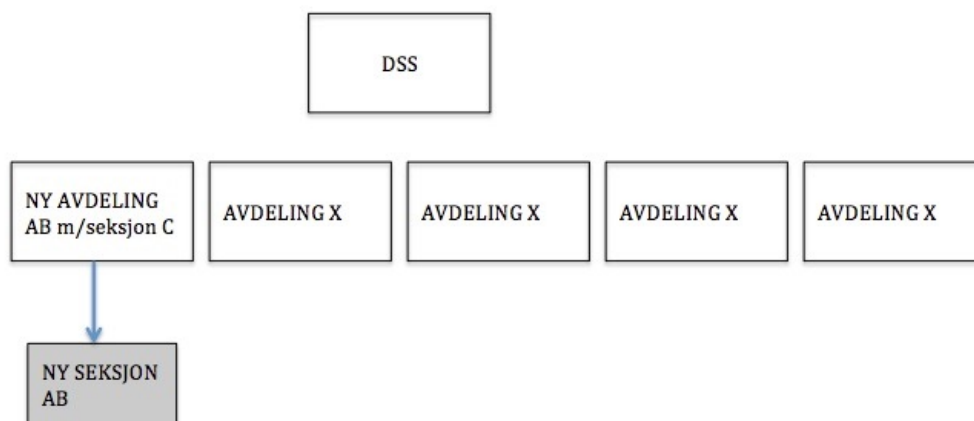 DSS
NY AVDELING
AB m/seksjon C
AVDELING X
AVDELING X
AVDELING X
AVDELING X
NY SEKSJON
AB